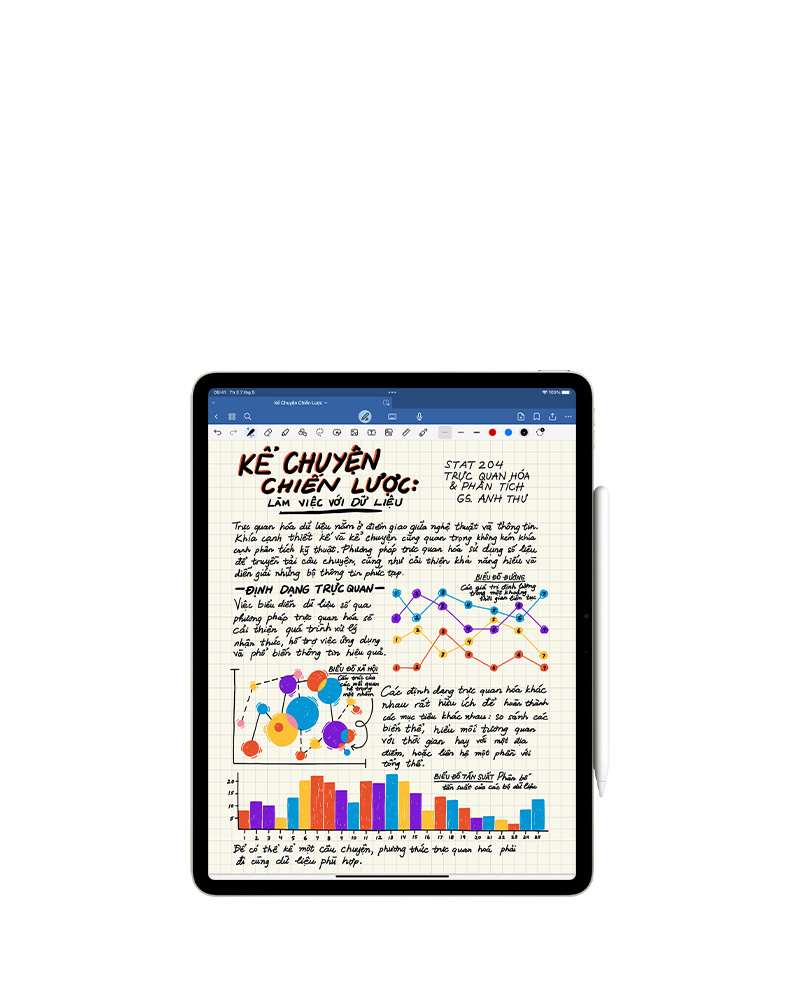 09:41 Th 3 7 thg 5
100%
Kể Chuyện Chiến Lược
KỂ CHUYỆN
CHIẾN LƯỢC:
LÀM VIỆC VỚI DỮ LIỆU
STAT 204
TRỰC QUAN HÓA
& PHÂN TÍCH
GS. ANH THƯ
Trực quan hóa dữ liệu nằm ở điểm giao giữa nghệ thuật và thông tin.
Khía cạnh thiết kế và kể chuyện cũng quan trọng không kém khía
cạnh phân tích kỹ thuật. Phương pháp trực quan hóa sử dụng số liệu
để truyền tải câu chuyện, cũng như cải thiện khả năng hiểu và
diễn giải những bộ thông tin phức tạp.
ĐỊNH DẠNG TRỰC QUAN
Việc biểu diễn dữ liệu số qua
phương pháp trực quan hóa sẽ
cải thiện quá trình xử lý
nhận thức, hỗ trợ việc ứng dụng
và phổ biến thông tin hiệu quả.
BIỂU ĐỒ ĐƯỜNG
Các giá trị định lượng
trong một khoảng
thời gian liên tục
BIỂU ĐỒ XÃ HỘI
Cấu trúc của
các mối quan
hệ trong
một nhóm
Các định dạng trực quan hóa khác
nhau rất hữu ích để hoàn thành
các mục tiêu khác nhau: so sánh các
biến thể, hiểu mối tương quan
với thời gian hay với một địa
điểm, hoặc liên hệ một phần với
tổng thể.
BIỂU ĐỒ TẦN SUẤT Phân bố
tần suất của các bộ dữ liệu
20
15
10
5
1 2 3 4 5 6 7 8 9 10 11 12 13 14 15 16 17 18 19 20 21 22 23 24 25
Để có thể kể một câu chuyện, phương thức trực quan hoá phải
đi cùng dữ liệu phù hợp.